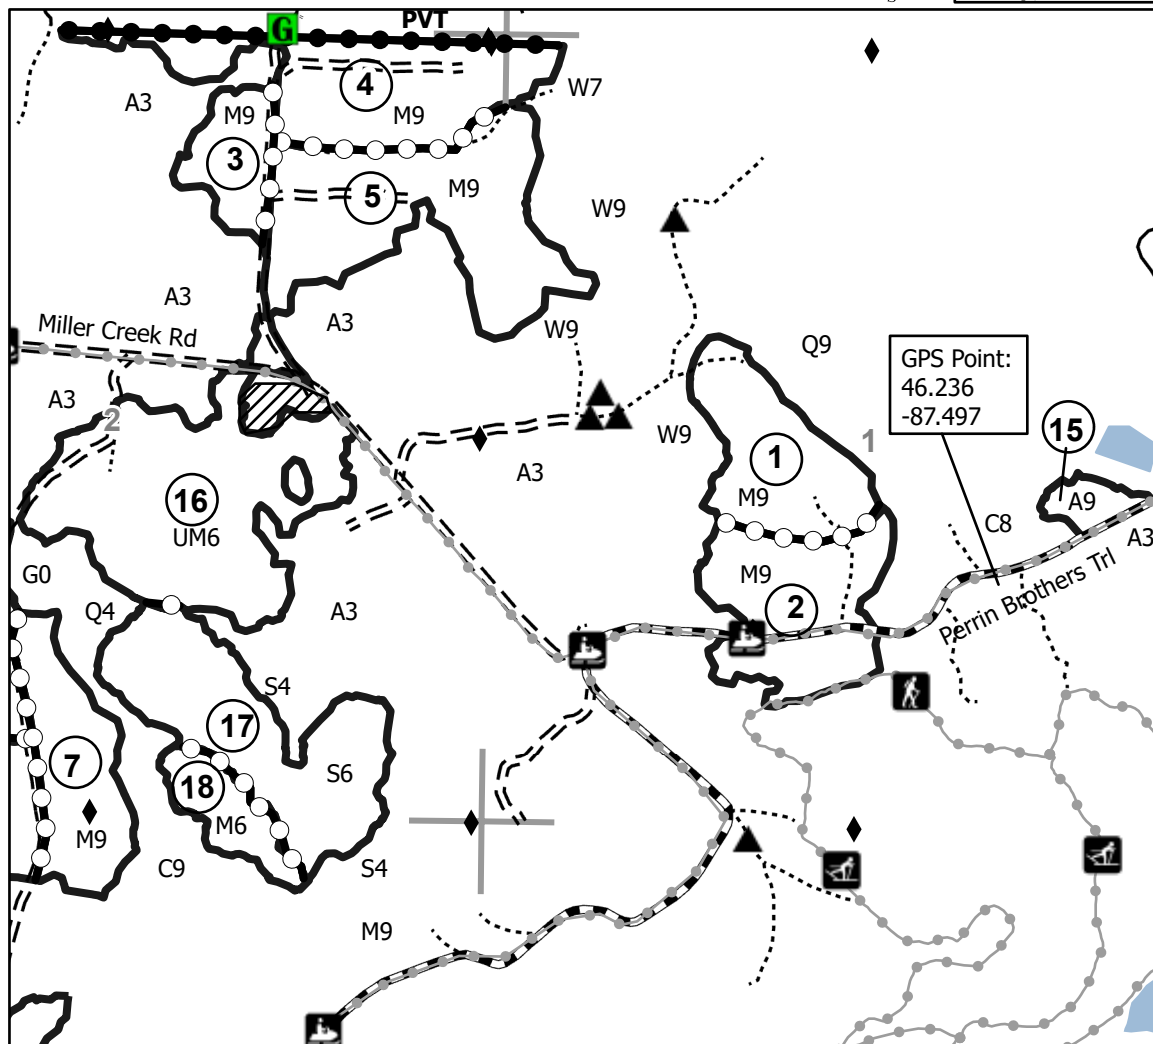 G
PVT
4
W7
A3
M9
M9
3
5
M9
W9
A3
A3
W9
Miller Creek Rd
Q9
GPS Point:
46.236
-87.497
A3
2
W9
1
15
1
A3
M9
A9
16
C8
UM6
A3
M9
G0
2
Q4
A3
Perrin Brothers Trl
S4
17
7
S6
18
M6
M9
C9
S4
M9